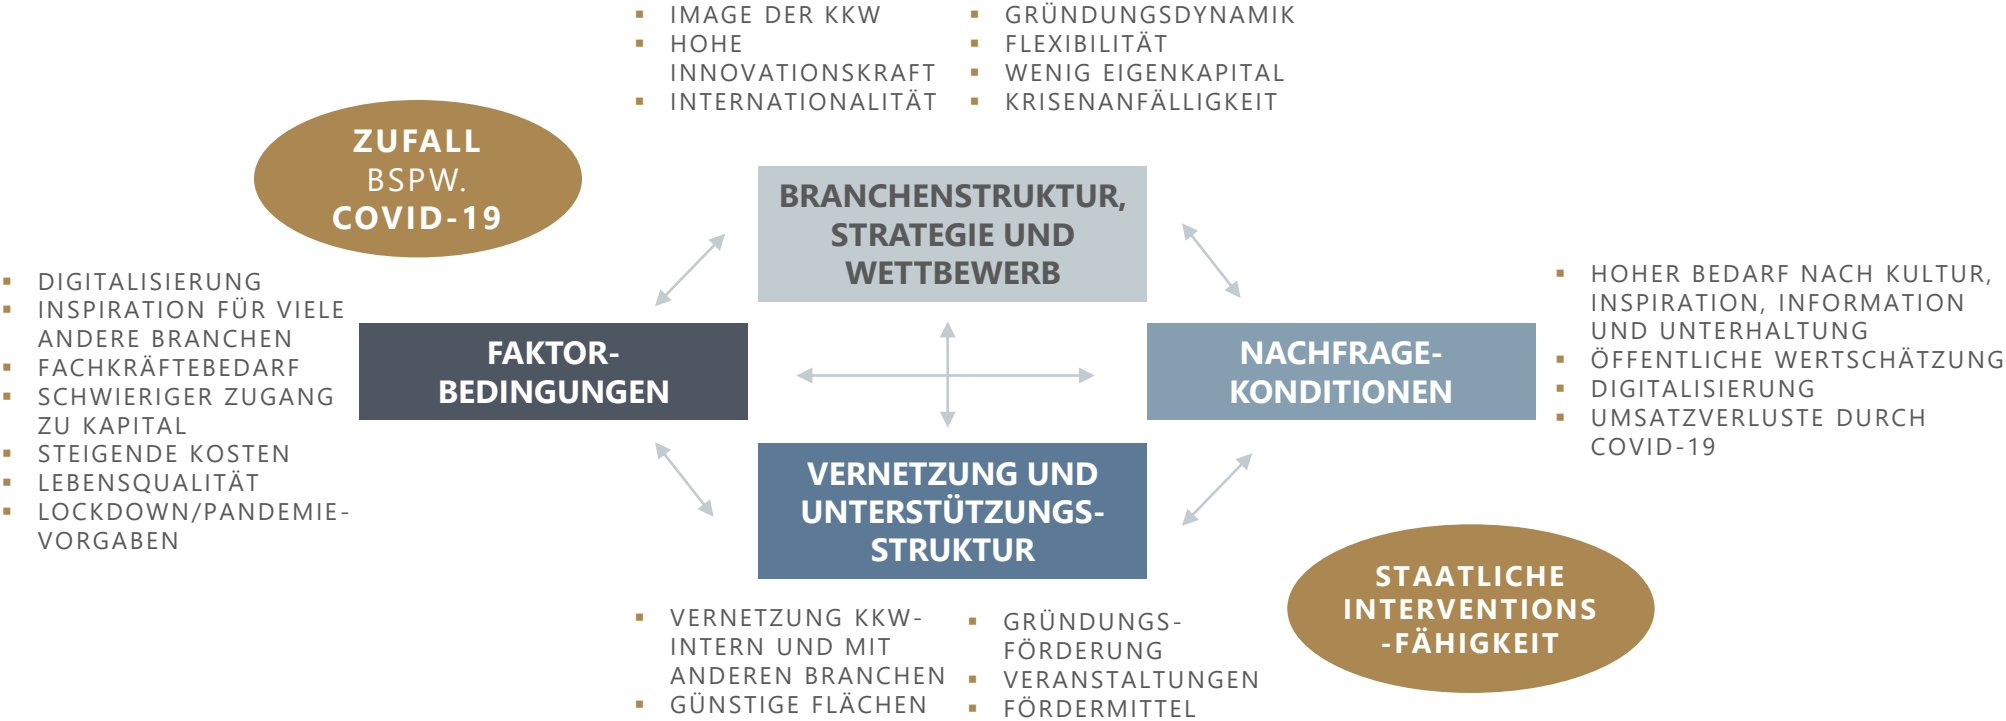 IMAGE DER KKW
HOHE
INNOVATIONSKRAFT
INTERNATIONALITÄT
GRÜNDUNGSDYNAMIK
FLEXIBILITÄT
WENIG EIGENKAPITAL
KRISENANFÄLLIGKEIT
ZUFALL
BSPW.
COVID-19
BRANCHENSTRUKTUR,
STRATEGIE UND
WETTBEWERB
DIGITALISIERUNG
INSPIRATION FÜR VIELE
ANDERE BRANCHEN
FACHKRÄFTEBEDARF
SCHWIERIGER ZUGANG
ZU KAPITAL
STEIGENDE KOSTEN
LEBENSQUALITÄT
LOCKDOWN/PANDEMIE-
VORGABEN
FAKTOR-
BEDINGUNGEN
NACHFRAGE-
KONDITIONEN
HOHER BEDARF NACH KULTUR,
INSPIRATION, INFORMATION
UND UNTERHALTUNG
ÖFFENTLICHE WERTSCHÄTZUNG
DIGITALISIERUNG
UMSATZVERLUSTE DURCH
COVID-19
VERNETZUNG UND
UNTERSTÜTZUNGS-
STRUKTUR
STAATLICHE
INTERVENTIONS
-FÄHIGKEIT
VERNETZUNG KKW-
INTERN UND MIT
ANDEREN BRANCHEN
GÜNSTIGE FLÄCHEN
GRÜNDUNGS-
FÖRDERUNG
VERANSTALTUNGEN
FÖRDERMITTEL